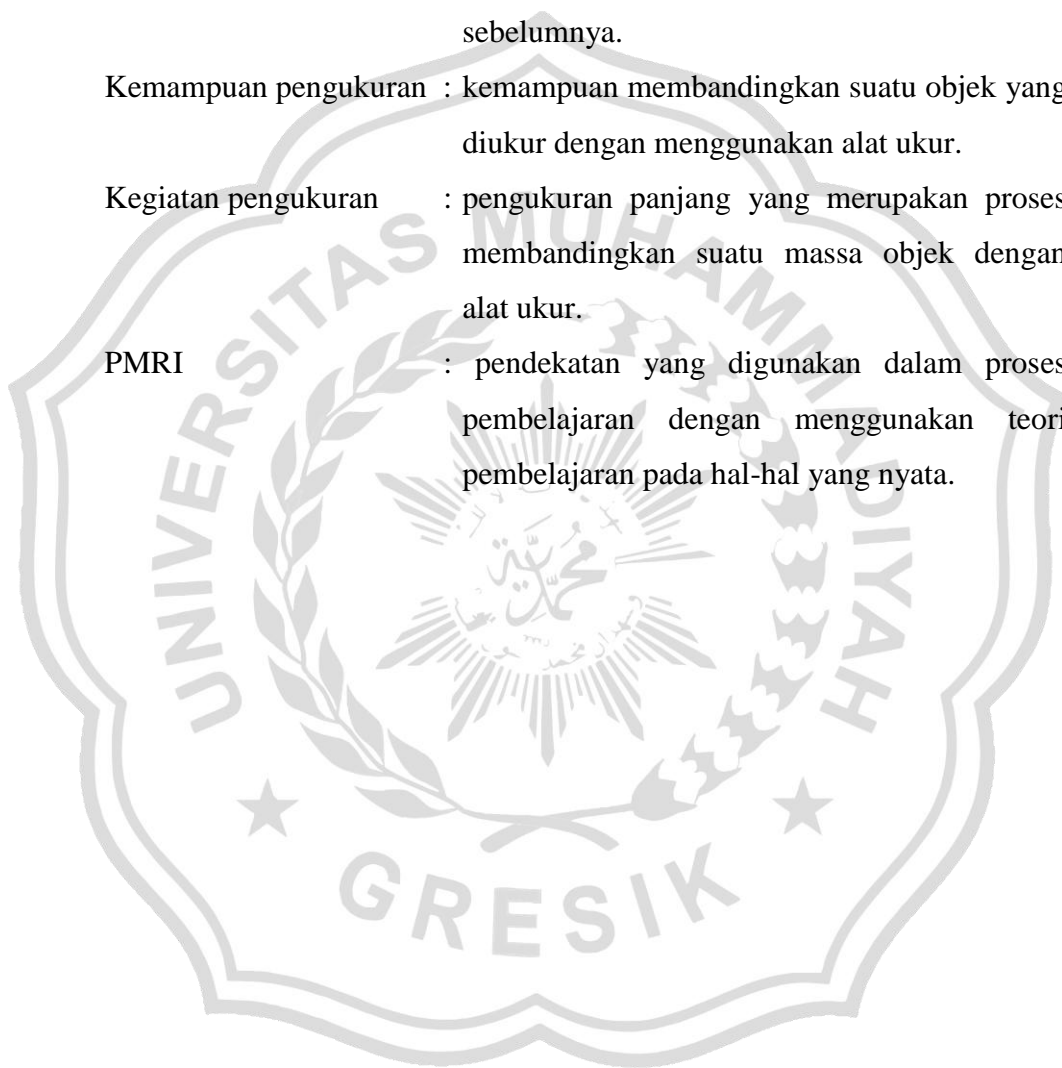 sebelumnya.
Kemampuan pengukuran : kemampuan membandingkan suatu objek yang
diukur dengan menggunakan alat ukur.
Kegiatan pengukuran : pengukuran panjang yang merupakan proses
membandingkan suatu massa objek dengan
alat ukur.
PMRI : pendekatan yang digunakan dalam proses
pembelajaran dengan menggunakan teori
pembelajaran pada hal-hal yang nyata.
UNIVERSITAS MUHAMMADIYAH
GRESIK